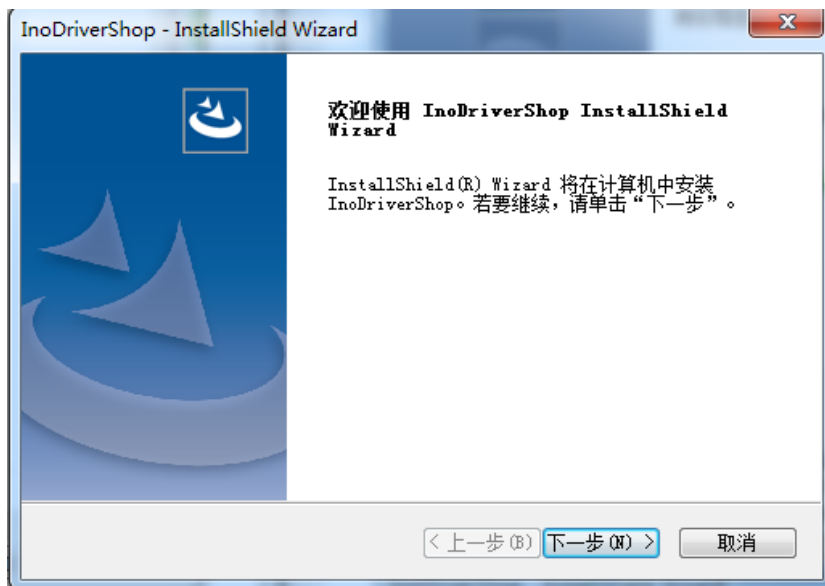 InoDriverShop - InstallShield Wizard
欢迎使用 InoDriverShop InstallShield
Wizard
InstallShield(R) Wizard 将在计算机中安装
InoDriverShop。若要继续，请单击“下一步”。
< 上一步(B)
下一步(N) >
取消